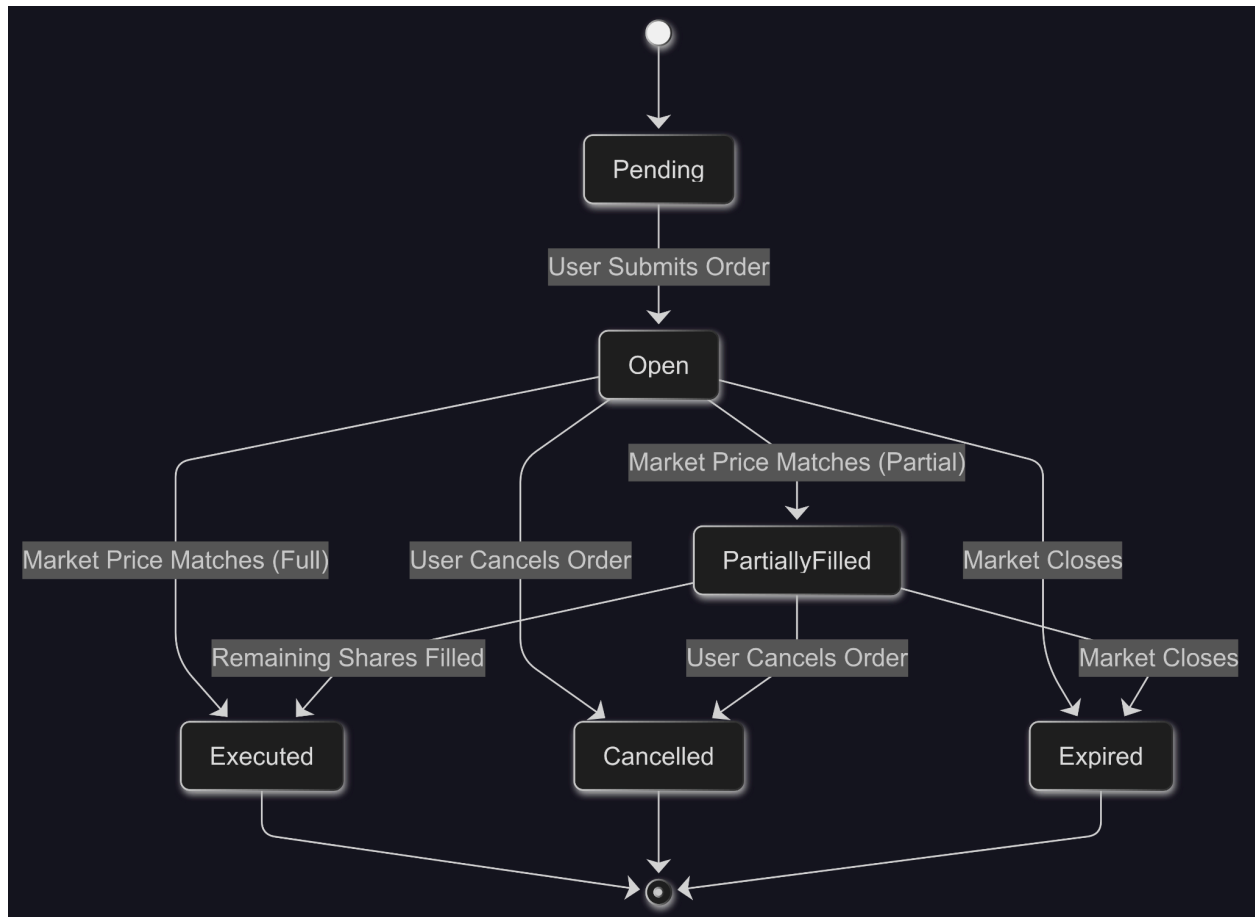 Pending
User Submits Order
Open
Market Price Matches (Partial)
Market Price Matches (Full)
User Cancels Order
PartiallyFilled
Market Closes
Remaining Shares Filled
User Cancels Order
Market Closes
Executed
Cancelled
Expired